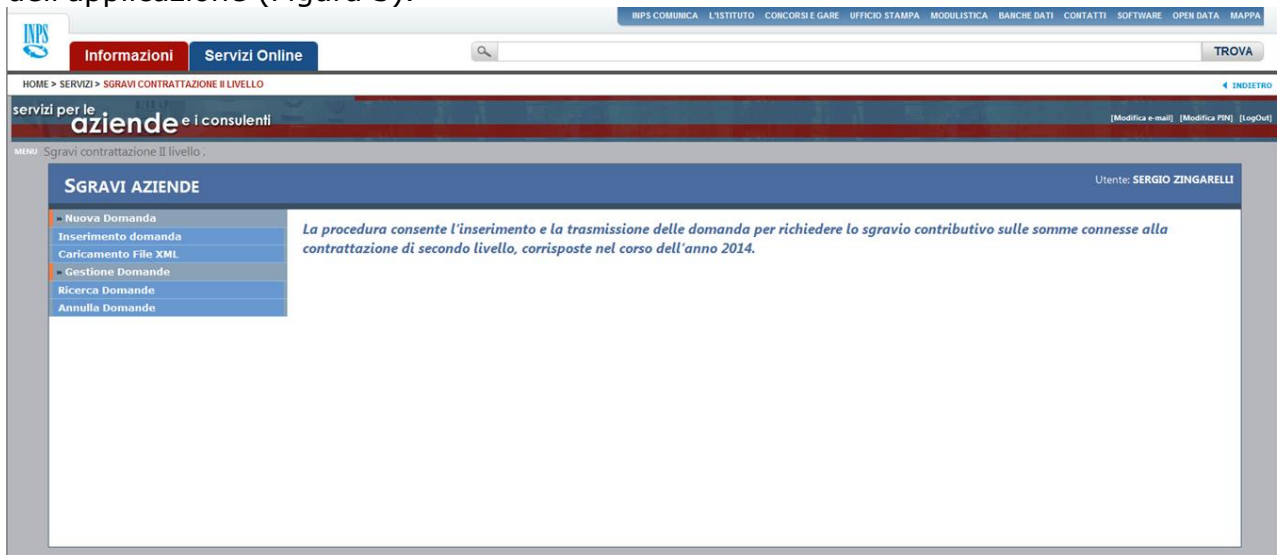 dell'applicazione (Figura 3).
INPS COMUNICA L'ISTITUTO CONCORSI E GARE UFFICIO STAMPA MODULISTICA BANCHE DATI CONTATTI SOFTWARE OPEN DATA MAPPA
INPS
Informazioni Servizi Online TROVA
HOME > SERVIZI > SGRAVI CONTRATTAZIONE II LIVELLO INDIETRO
servizi per le
aziende e i consulenti [Modifica e-mail] [Modifica PIN] [LogOut]
MENU Sgravi contrattazione II livello
SGRAVI AZIENDE Utente: SERGIO ZINGARELLI
» Nuova Domanda
Inserimento domanda
Caricamento File XML
» Gestione Domande
Ricerca Domande
Annulla Domande
La procedura consente l'inserimento e la trasmissione delle domanda per richiedere lo sgravio contributivo sulle somme connesse alla
contrattazione di secondo livello, corrisposte nel corso dell'anno 2014.